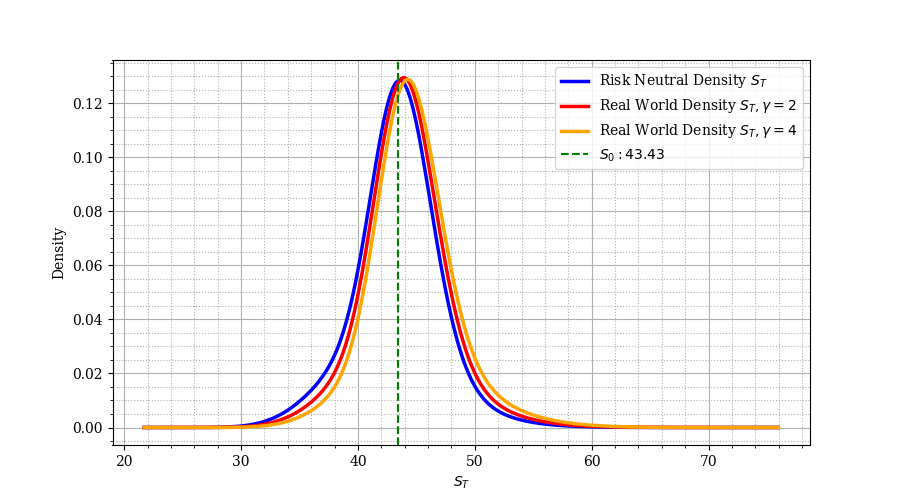 Risk Neutral Density S_T
Real World Density S_T, γ = 2
Real World Density S_T, γ = 4
S_0 : 43.43
0.12
0.10
0.08
0.06
0.04
0.02
0.00
Density
20 30 40 50 60 70
S_T